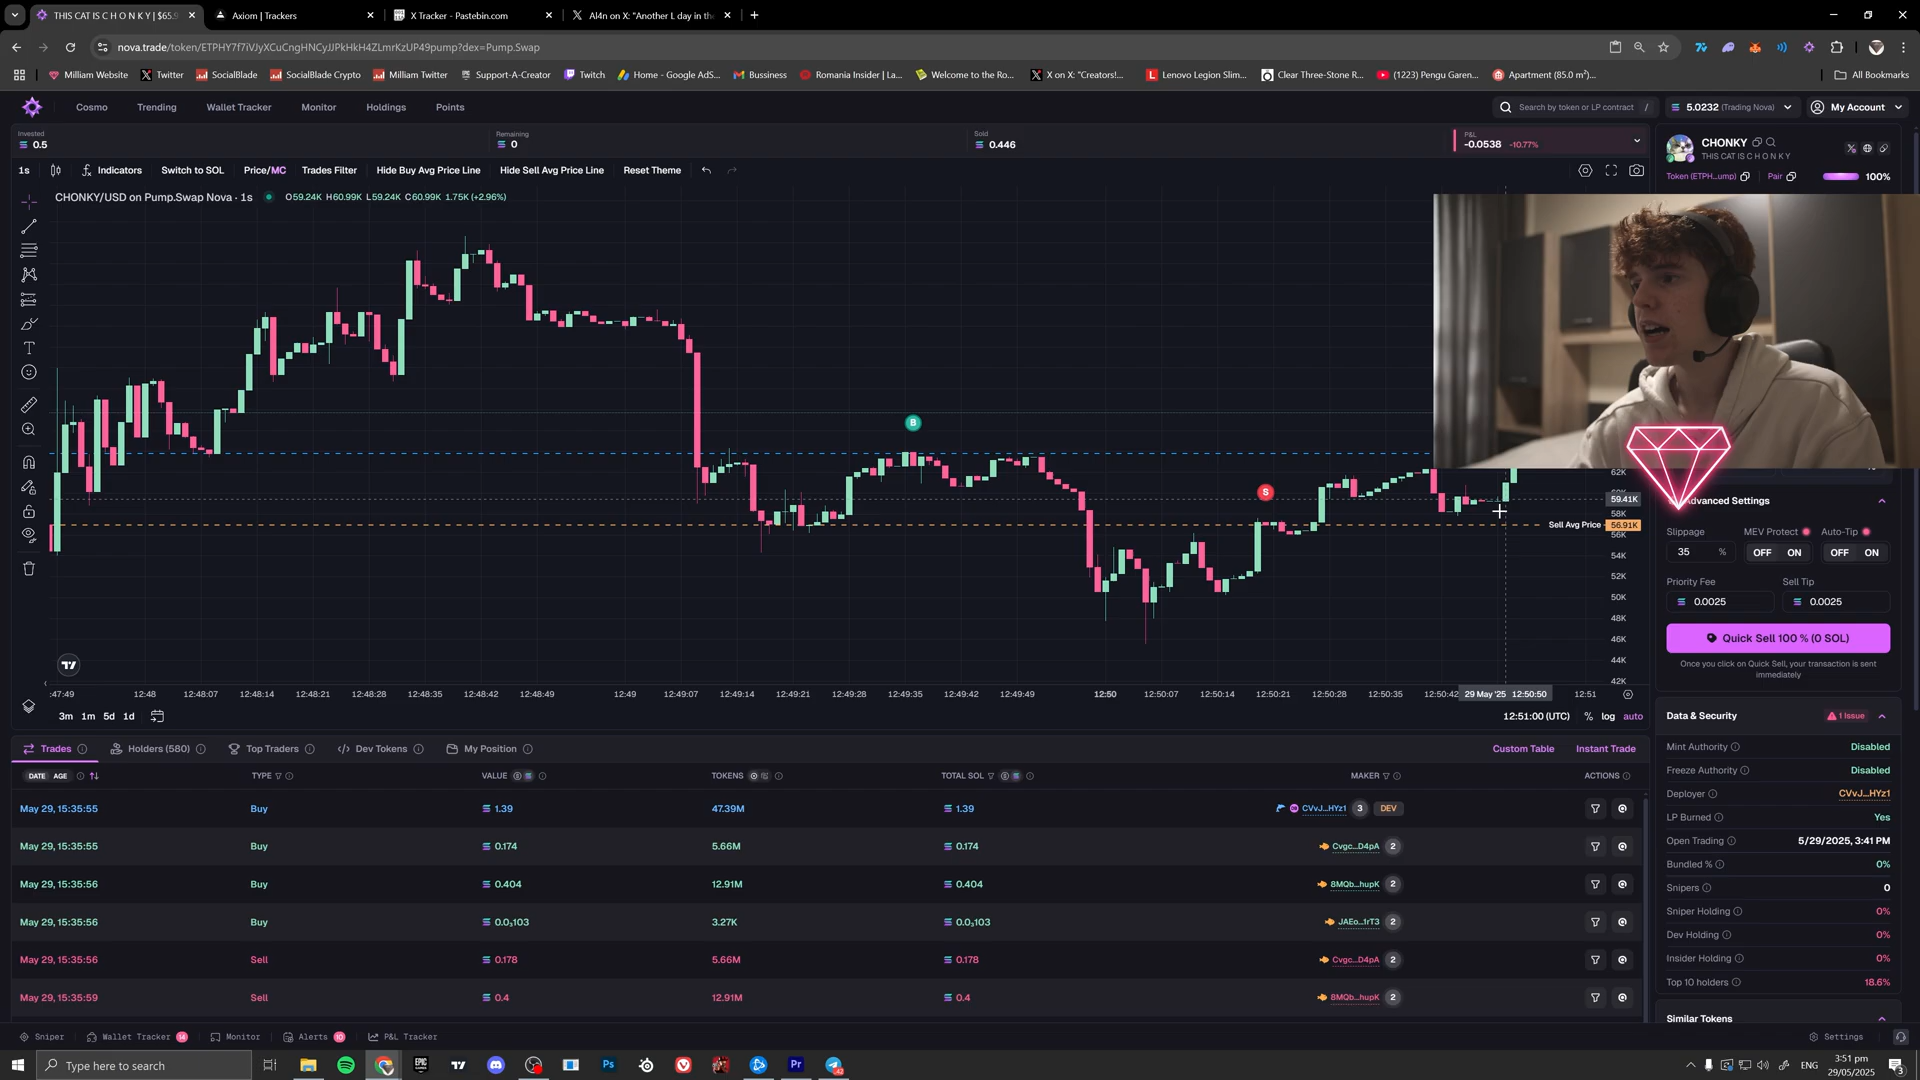 THIS CAT IS C H O N K Y | $65.9
Axiom | Trackers
X Tracker - Pastebin.com
Al4n on X: "Another L day in the
nova.trade/token/ETPHY7f7iVJyXCuCngHNCyJJPkHkH4ZLmrKzUP49pump?dex=Pump.Swap
Milliam Website
Twitter
SocialBlade
SocialBlade Crypto
Milliam Twitter
Support-A-Creator
Twitch
Home - Google AdS...
Bussiness
Romania Insider | La...
Welcome to the Ro...
X on X: "Creators!...
Lenovo Legion Slim...
Clear Three-Stone R...
(1223) Pengu Garen...
Apartment (85.0 m²)...
All Bookmarks
Cosmo
Trending
Wallet Tracker
Monitor
Holdings
Points
Search by token or LP contract /
5.0232 (Trading Nova)
My Account
Invested
0.5
Remaining
0
Sold
0.446
P&L
-0.0538 -10.77%
CHONKY
THIS CAT IS C H O N K Y
Token (ETPH...ump)
Pair
100%
1s
Indicators
Switch to SOL
Price/MC
Trades Filter
Hide Buy Avg Price Line
Hide Sell Avg Price Line
Reset Theme
CHONKY/USD on Pump.Swap Nova · 1s
O59.24K H60.99K L59.24K C60.99K 1.75K (+2.96%)
B
S
62K
59.41K
58K
Sell Avg Price 56.91K
56K
54K
52K
50K
48K
46K
44K
42K
:47:49
12:48
12:48:07
12:48:14
12:48:21
12:48:28
12:48:35
12:48:42
12:48:49
12:49
12:49:07
12:49:14
12:49:21
12:49:28
12:49:35
12:49:42
12:49:49
12:50
12:50:07
12:50:14
12:50:21
12:50:28
12:50:35
12:50:42
29 May '25 12:50:50
12:51
3m 1m 5d 1d
12:51:00 (UTC)
% log auto
Advanced Settings
Slippage
MEV Protect
Auto-Tip
35 %
OFF ON
OFF ON
Priority Fee
Sell Tip
0.0025
0.0025
Quick Sell 100 % (0 SOL)
Once you click on Quick Sell, your transaction is sent
immediately
Data & Security
1 Issue
Mint Authority
Disabled
Freeze Authority
Disabled
Deployer
CVvJ...HYz1
LP Burned
Yes
Open Trading
5/29/2025, 3:41 PM
Bundled %
0%
Snipers
0
Sniper Holding
0%
Dev Holding
0%
Insider Holding
0%
Top 10 holders
18.6%
Similar Tokens
Trades
Holders (580)
Top Traders
Dev Tokens
My Position
Custom Table
Instant Trade
DATE AGE
TYPE
VALUE
TOKENS
TOTAL SOL
MAKER
ACTIONS
May 29, 15:35:55 Buy 1.39 47.39M 1.39 CVvJ...HYz1 3 DEV
May 29, 15:35:55 Buy 0.174 5.66M 0.174 Cvgc...D4pA 2
May 29, 15:35:56 Buy 0.404 12.91M 0.404 8MQb...hupK 2
May 29, 15:35:56 Buy 0.0₃103 3.27K 0.0₃103 JAEo...1rT3 2
May 29, 15:35:56 Sell 0.178 5.66M 0.178 Cvgc...D4pA 2
May 29, 15:35:59 Sell 0.4 12.91M 0.4 8MQb...hupK 2
Sniper
Wallet Tracker 14
Monitor
Alerts 10
P&L Tracker
Settings
Type here to search
ENG
3:51 pm
29/05/2025